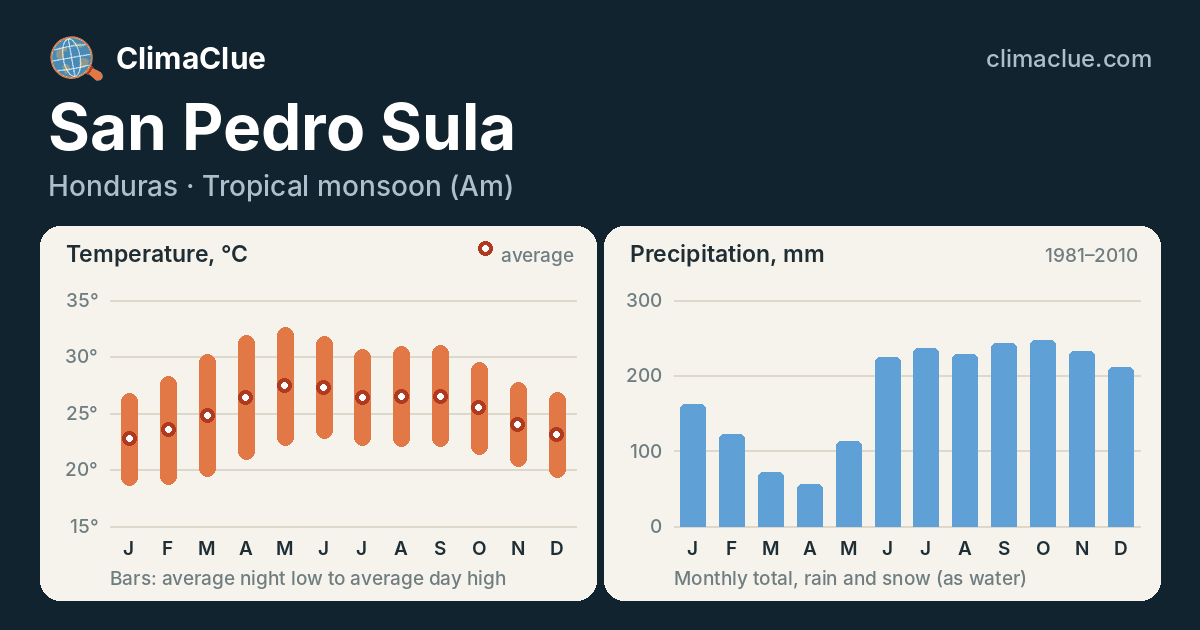 ClimaClue
climaclue.com
San Pedro Sula
Honduras · Tropical monsoon (Am)
Temperature, °C
average
35°
30°
25°
20°
15°
J F M A M J J A S O N D
Bars: average night low to average day high
Precipitation, mm
1981–2010
300
200
100
0
J F M A M J J A S O N D
Monthly total, rain and snow (as water)